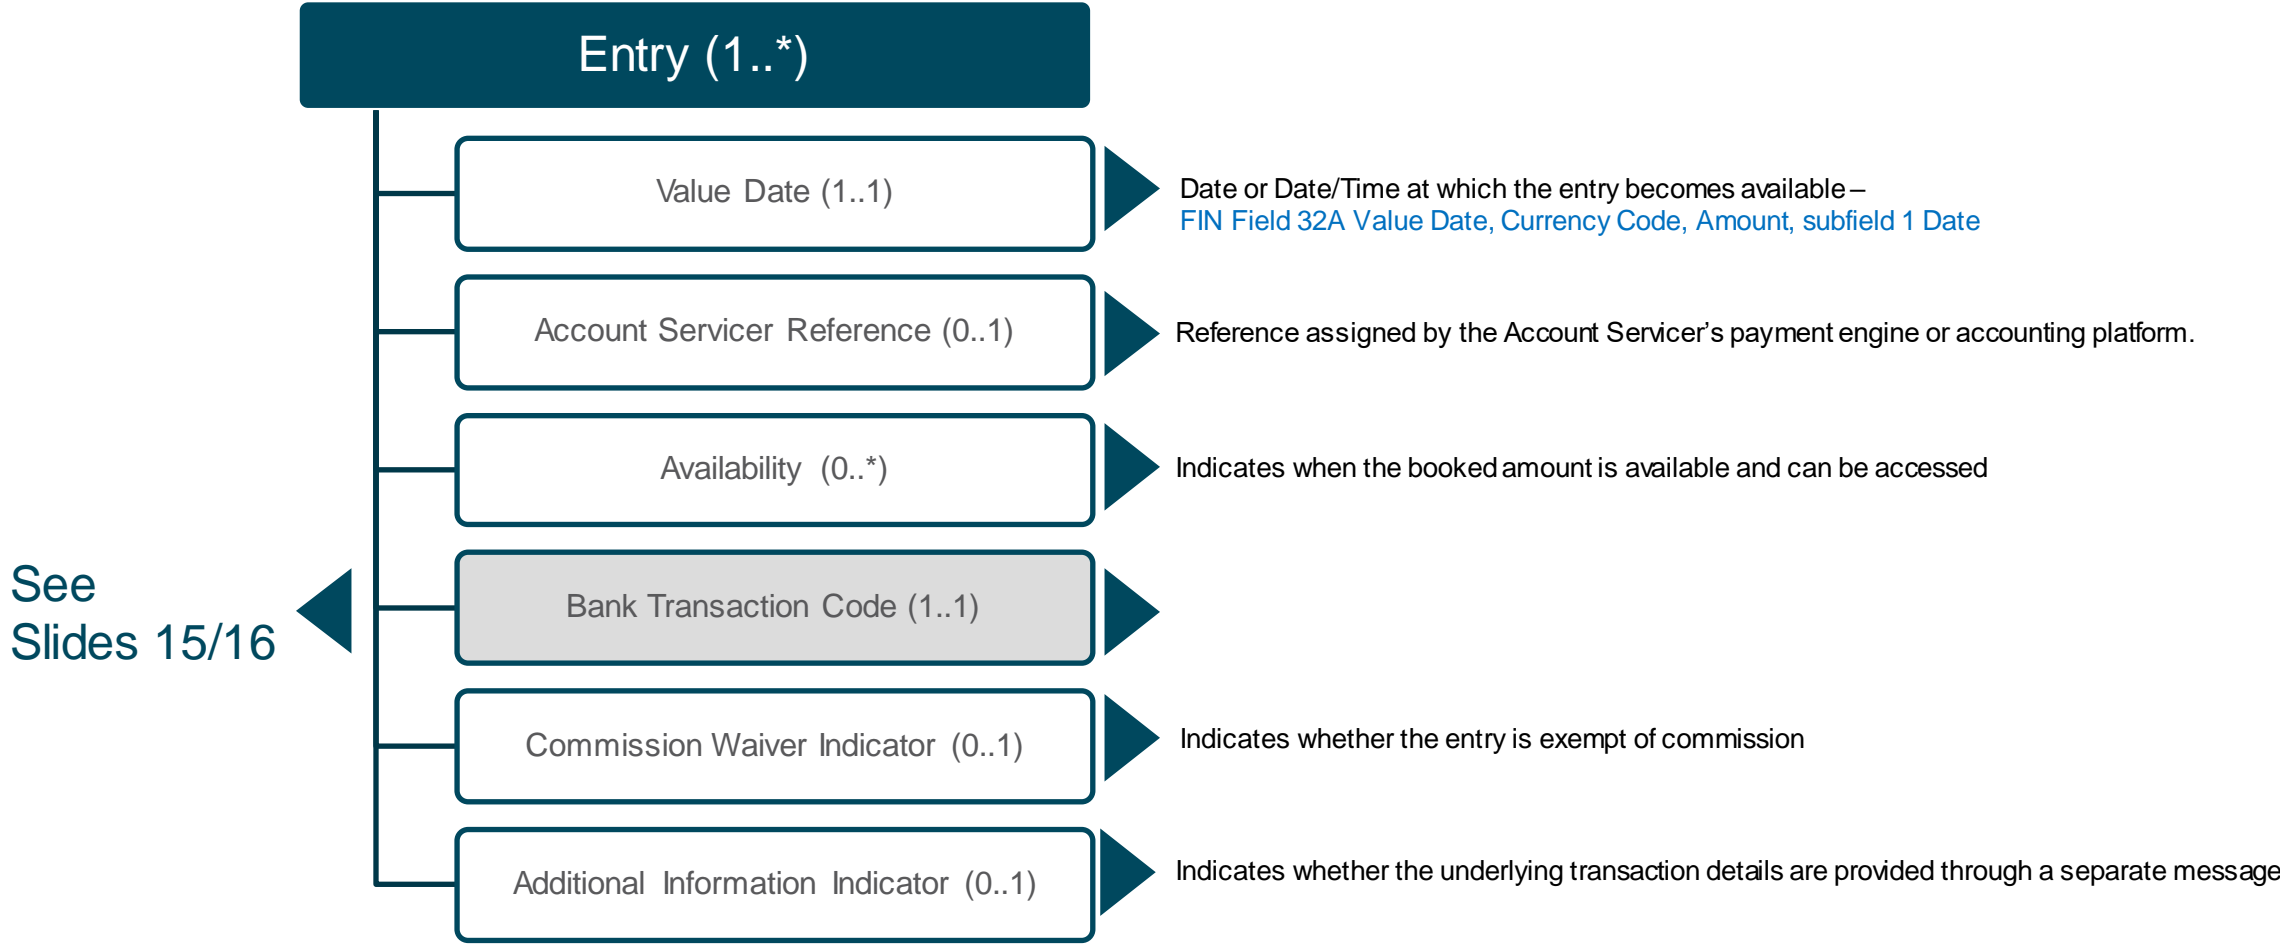 Entry (1..*)
Value Date (1..1)
Date or Date/Time at which the entry becomes available –
FIN Field 32A Value Date, Currency Code, Amount, subfield 1 Date
Account Servicer Reference (0..1)
Reference assigned by the Account Servicer’s payment engine or accounting platform.
Availability (0..*)
Indicates when the booked amount is available and can be accessed
See
Slides 15/16
Bank Transaction Code (1..1)
Commission Waiver Indicator (0..1)
Indicates whether the entry is exempt of commission
Additional Information Indicator (0..1)
Indicates whether the underlying transaction details are provided through a separate message